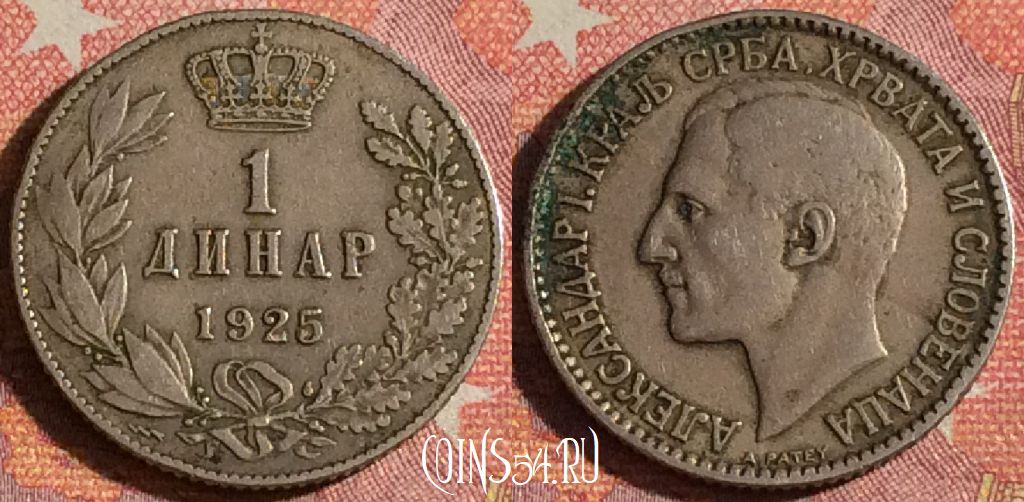 1
ДИНАР
1925
АЛЕКСАНДАР I. КРАЉ СРБА, ХРВАТА И СЛОВЕНАЦА
A PATEY
COINS54.RU